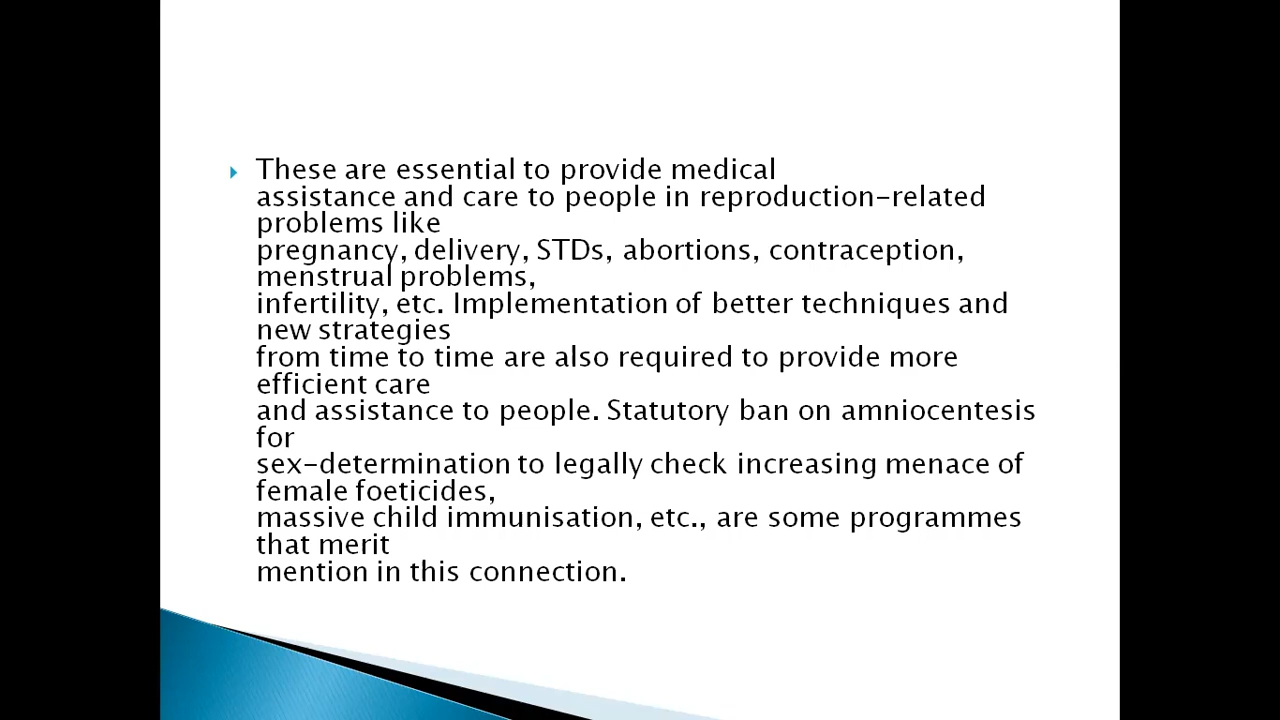 These are essential to provide medical
assistance and care to people in reproduction-related
problems like
pregnancy, delivery, STDs, abortions, contraception,
menstrual problems,
infertility, etc. Implementation of better techniques and
new strategies
from time to time are also required to provide more
efficient care
and assistance to people. Statutory ban on amniocentesis
for
sex-determination to legally check increasing menace of
female foeticides,
massive child immunisation, etc., are some programmes
that merit
mention in this connection.